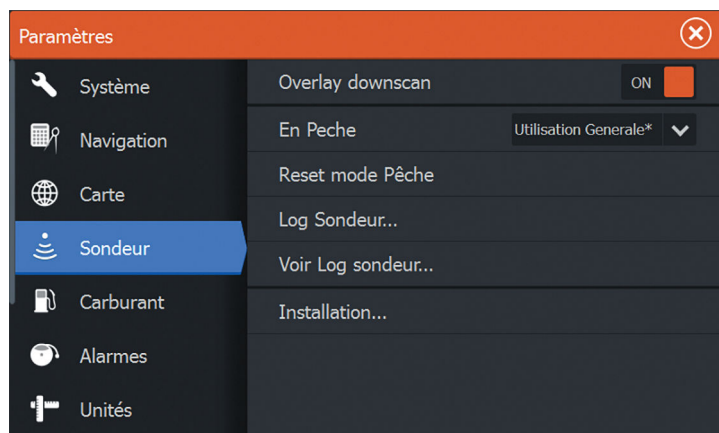 Paramètres
Système
Navigation
Carte
Sondeur
Carburant
Alarmes
Unités
Overlay downscan ON
En Peche Utilisation Generale*
Reset mode Pêche
Log Sondeur...
Voir Log sondeur...
Installation...